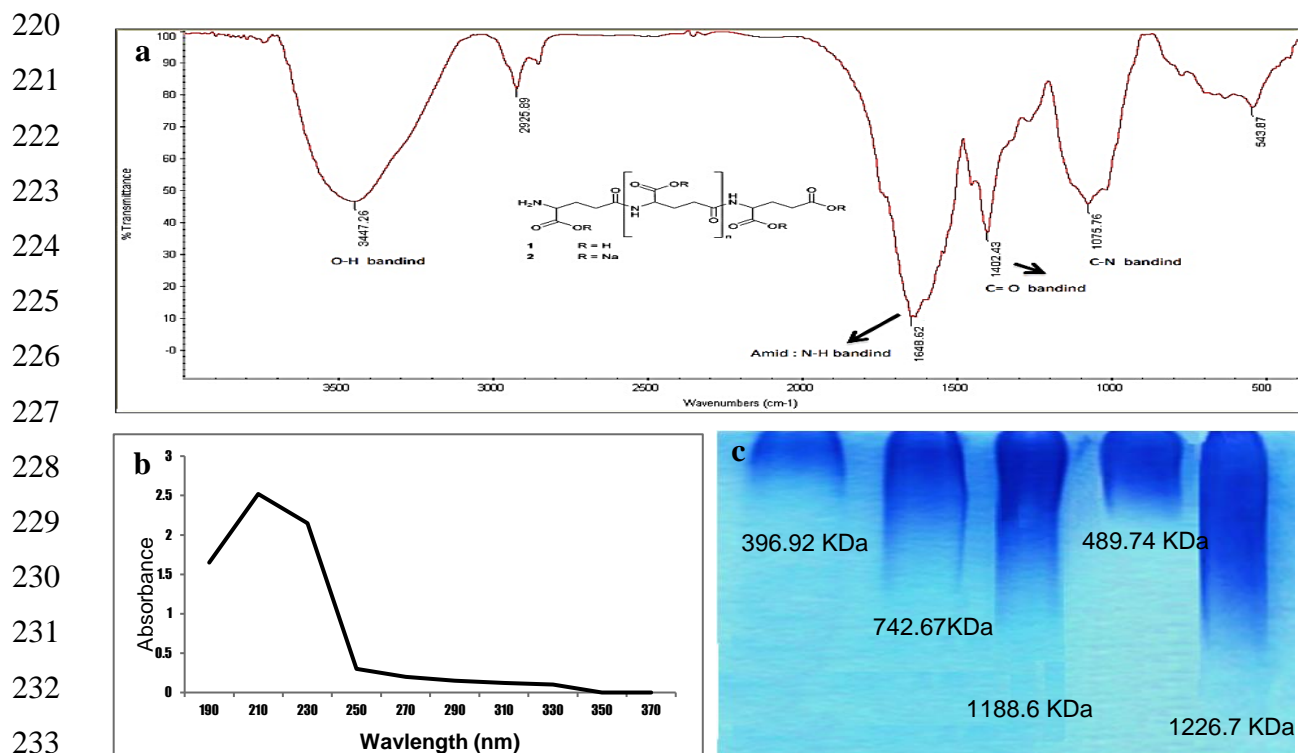 220
221
222
223
224
225
226
227
228
229
230
231
232
233
a
%Transmittance
100
90
80
70
60
50
40
30
20
10
-0
3447.26
O-H bandind
2925.89
H₂N
O
OR
O
N
H
O
OR
O
n
H
N
O
OR
O
OR
1 R = H
2 R = Na
Amid : N-H bandind
1648.62
1402.43
C= O bandind
1075.76
C-N bandind
543.87
3500 3000 2500 2000 1500 1000 500
Wavenumbers (cm-1)
b
Absorbance
3
2.5
2
1.5
1
0.5
0
190 210 230 250 270 290 310 330 350 370
Wavlength (nm)
c
396.92 KDa
742.67KDa
1188.6 KDa
489.74 KDa
1226.7 KDa